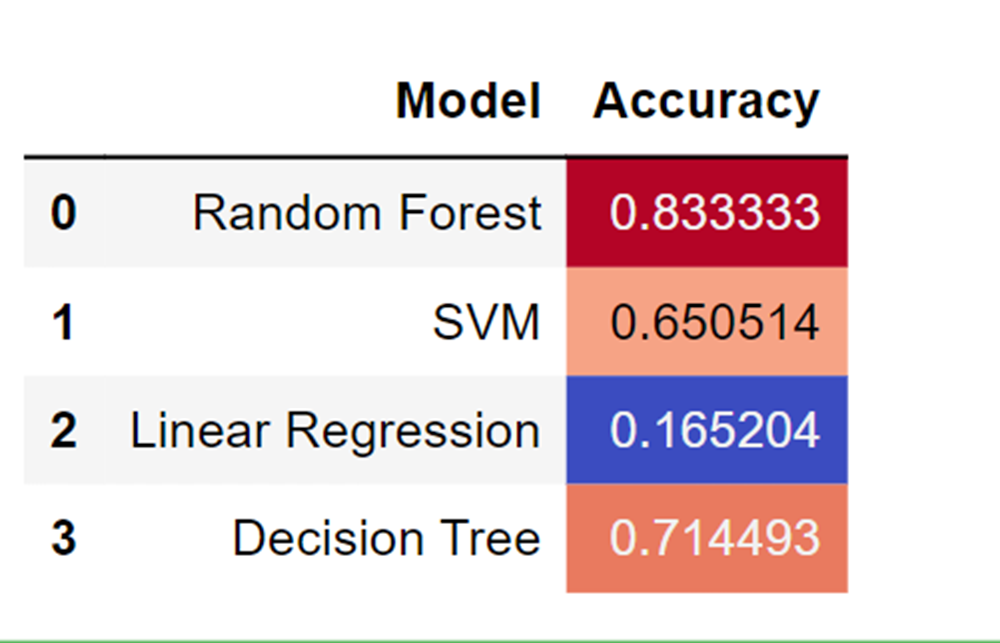 Model Accuracy
0 Random Forest 0.833333
1 SVM 0.650514
2 Linear Regression 0.165204
3 Decision Tree 0.714493